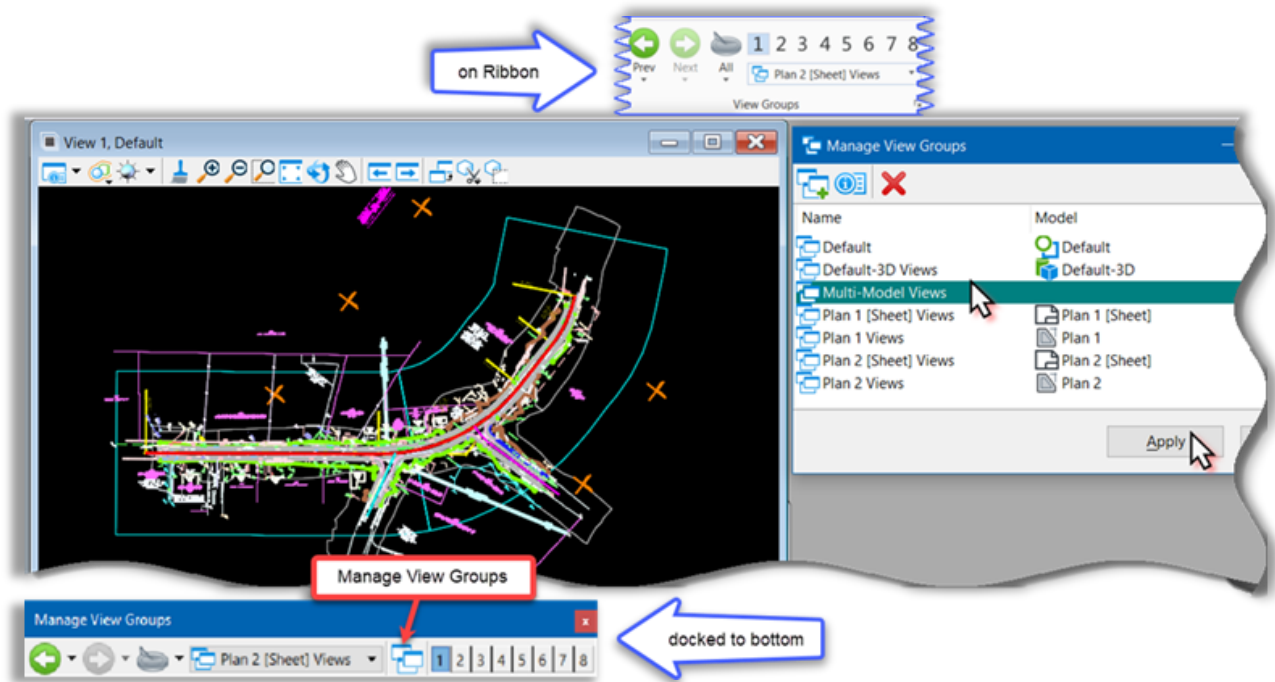 on Ribbon
Prev Next All
1 2 3 4 5 6 7 8
Plan 2 [Sheet] Views
View Groups
View 1, Default
Manage View Groups
Name Model
Default Default
Default-3D Views Default-3D
Multi-Model Views
Plan 1 [Sheet] Views Plan 1 [Sheet]
Plan 1 Views Plan 1
Plan 2 [Sheet] Views Plan 2 [Sheet]
Plan 2 Views Plan 2
Apply
Manage View Groups
Manage View Groups x
Plan 2 [Sheet] Views 1 2 3 4 5 6 7 8
docked to bottom